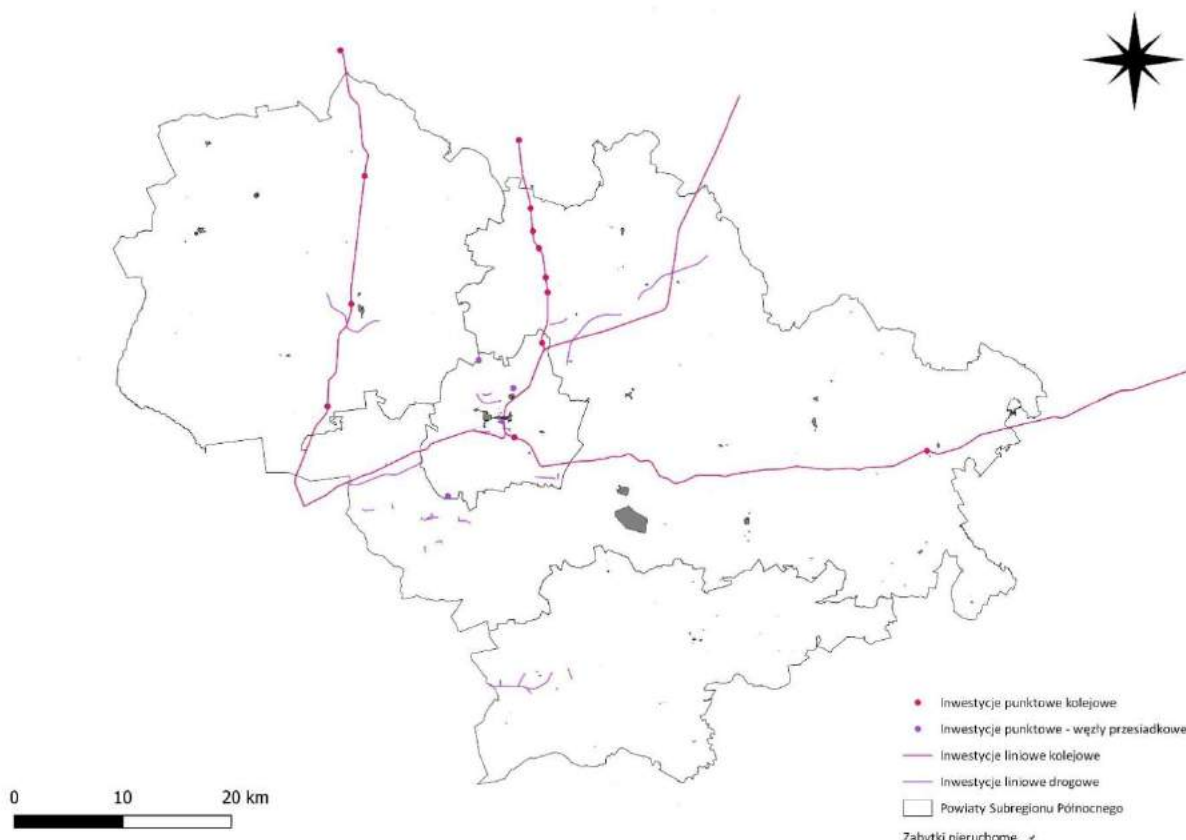 Inwestycje punktowe kolejowe
Inwestycje punktowe - węzły przesiadkowe
Inwestycje liniowe kolejowe
Inwestycje liniowe drogowe
Powiaty Subregionu Północnego
Zabytki nieruchome
0 10 20 km